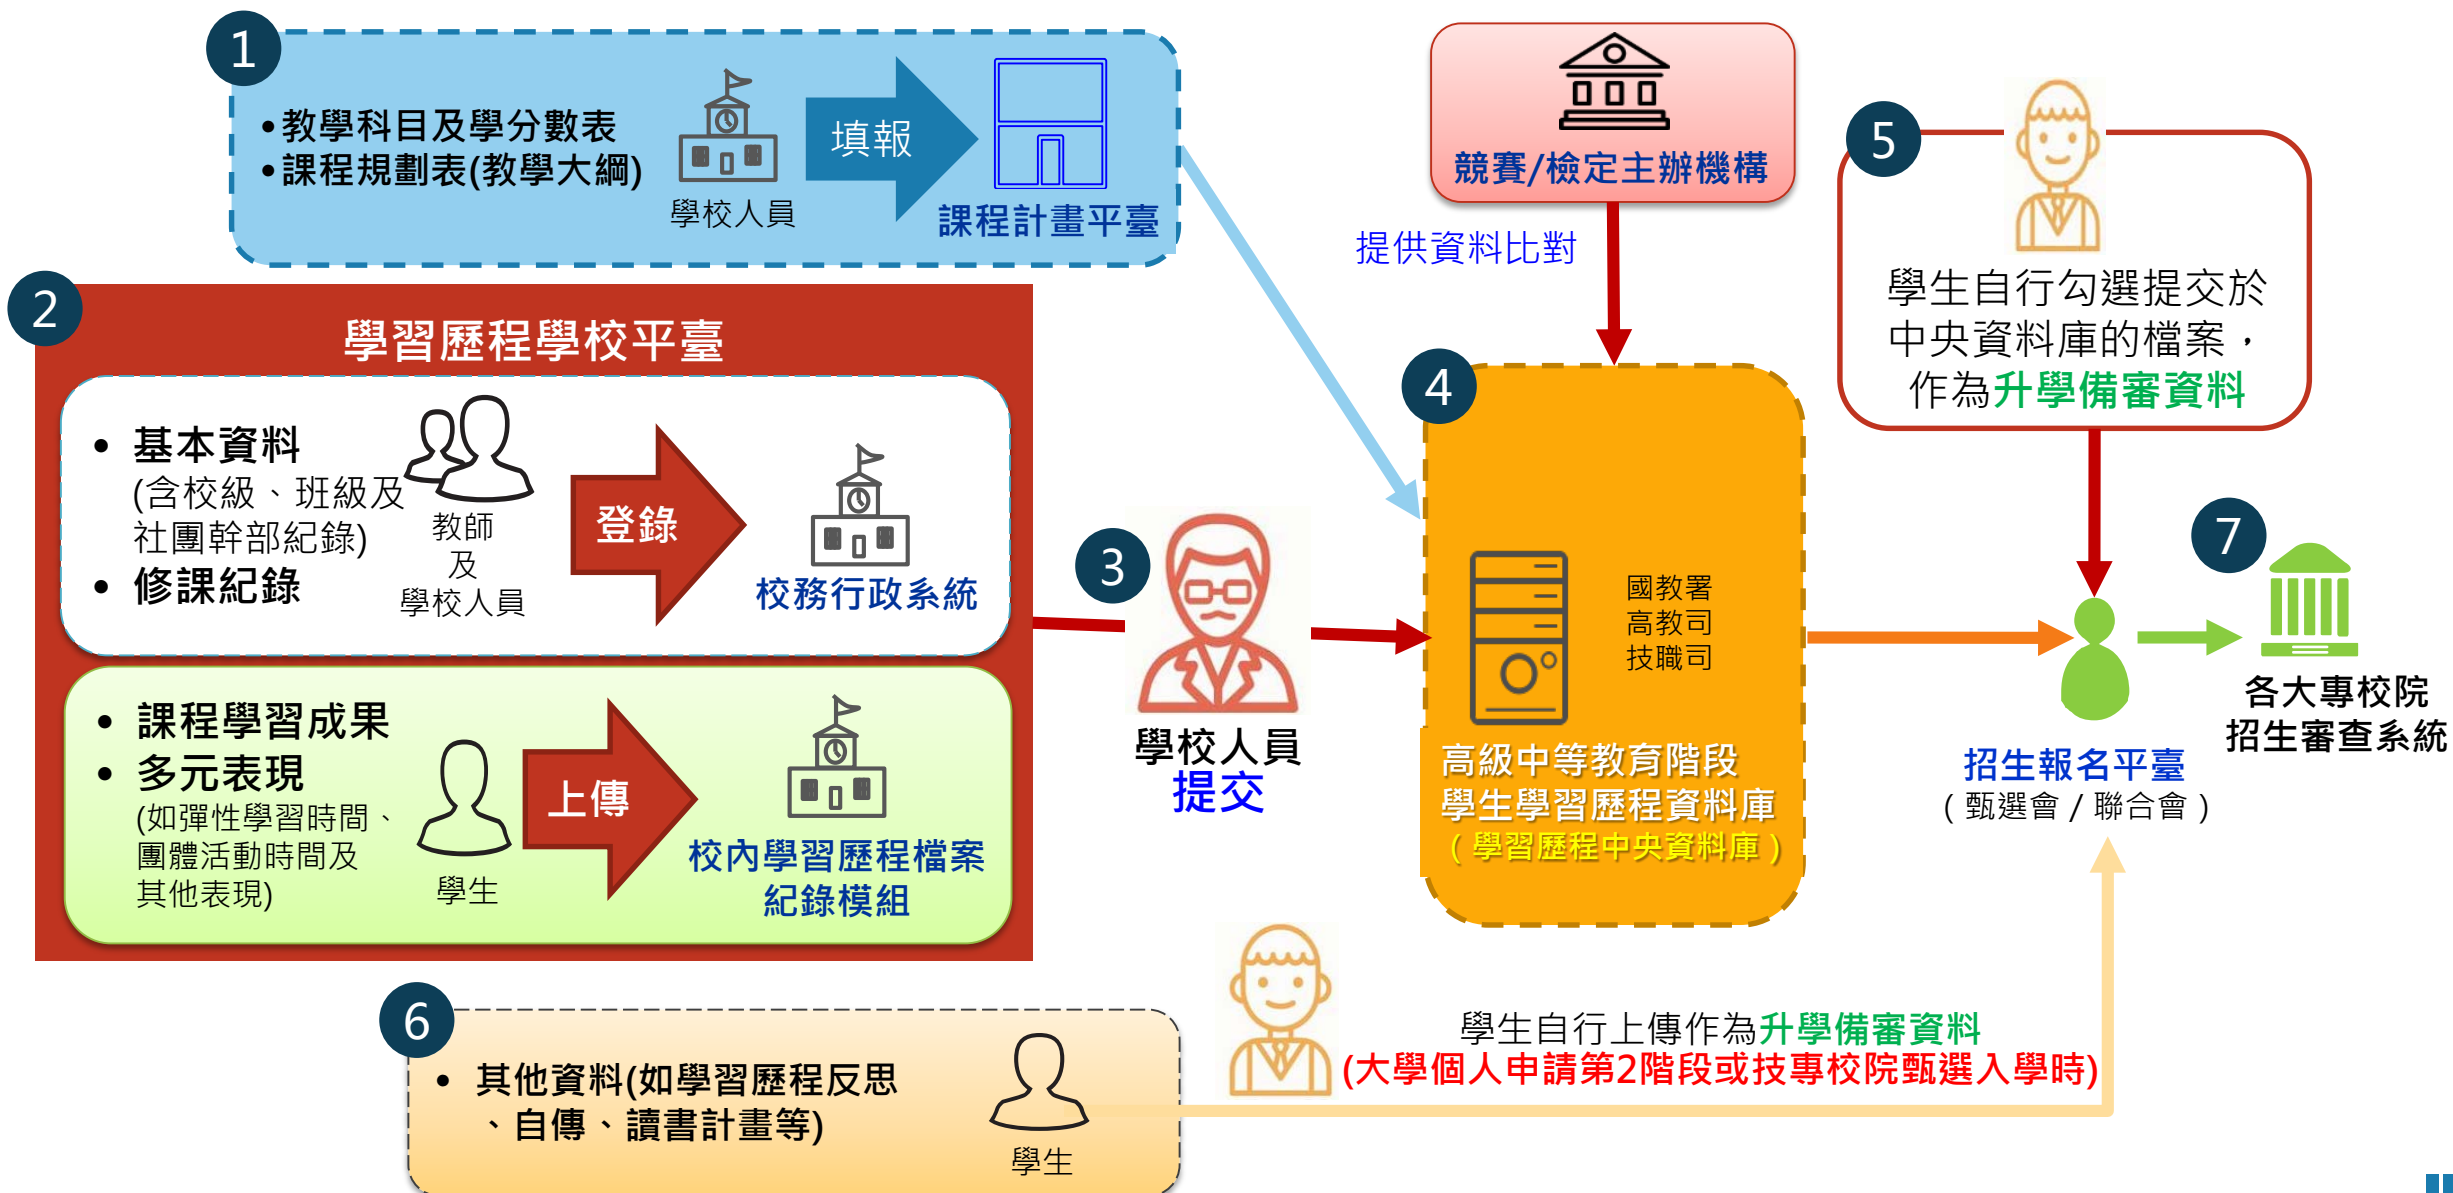 1
•教學科目及學分數表
•課程規劃表(教學大綱)
學校人員
填報
課程計畫平臺
2
學習歷程學校平臺
• 基本資料
(含校級、班級及
社團幹部紀錄)
• 修課紀錄
教師
及
學校人員
登錄
校務行政系統
• 課程學習成果
• 多元表現
(如彈性學習時間、
團體活動時間及
其他表現)
學生
上傳
校內學習歷程檔案
紀錄模組
3
學校人員
提交
競賽/檢定主辦機構
提供資料比對
4
國教署
高教司
技職司
高級中等教育階段
學生學習歷程資料庫
(學習歷程中央資料庫)
5
學生自行勾選提交於
中央資料庫的檔案，
作為升學備審資料
招生報名平臺
(甄選會/聯合會)
6
• 其他資料(如學習歷程反思
、自傳、讀書計畫等)
學生
學生自行上傳作為升學備審資料
(大學個人申請第2階段或技專校院甄選入學時)
7
各大專校院
招生審查系統